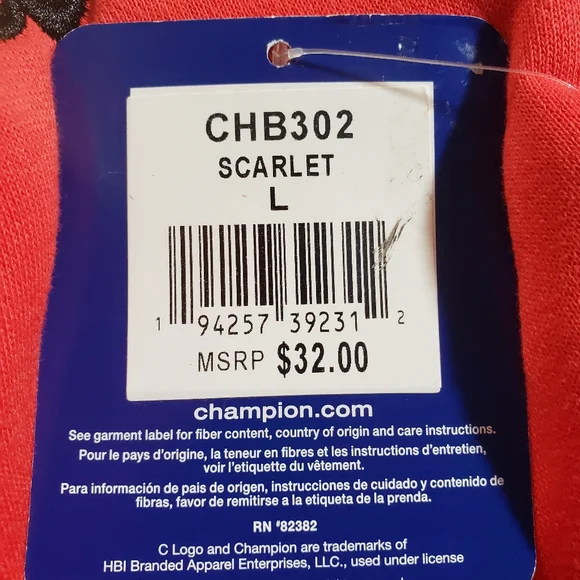 CHB302
SCARLET
L
1 94257 39231 2
MSRP $32.00
champion.com
See garment label for fiber content, country of origin and care instructions.
Pour le pays d'origine, la teneur en fibres et les instructions d'entretien,
voir l'etiquette du vêtement.
Para información de pais de origen, instrucciones de cuidado y contenido de
fibras, favor de remitirse a la etiqueta de la prenda.
RN #82382
C Logo and Champion are trademarks of
HBI Branded Apparel Enterprises, LLC., used under license